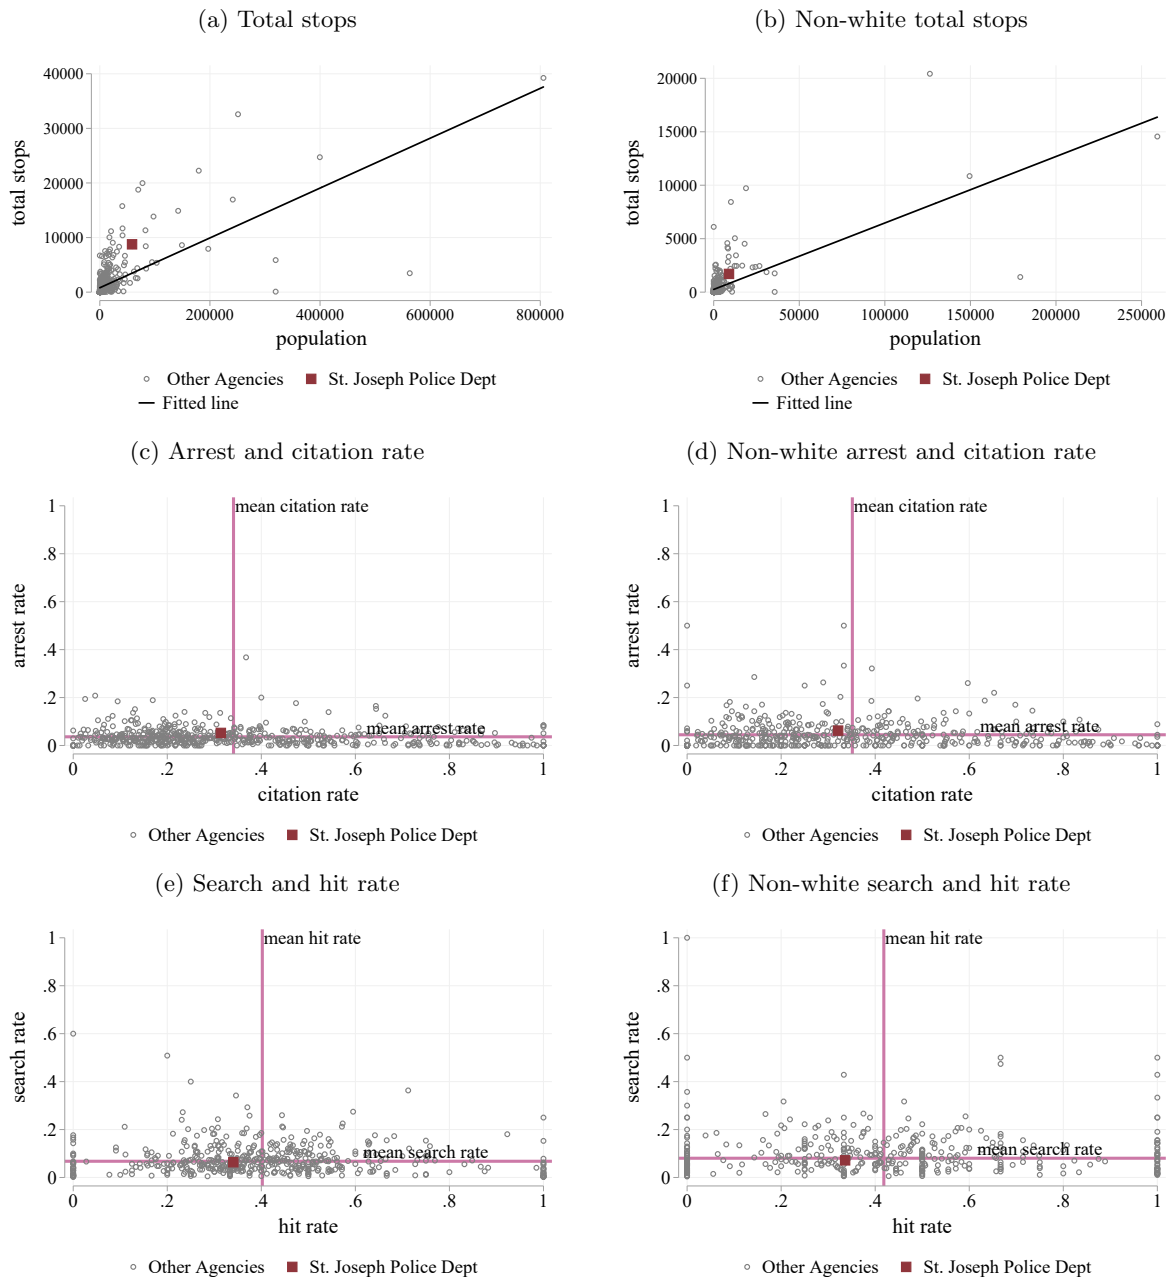 (a) Total stops
total stops
40000
30000
20000
10000
0
0 200000 400000 600000 800000
population
Other Agencies St. Joseph Police Dept
Fitted line
(b) Non-white total stops
total stops
20000
15000
10000
5000
0
0 50000 100000 150000 200000 250000
population
Other Agencies St. Joseph Police Dept
Fitted line
(c) Arrest and citation rate
arrest rate
1
.8
.6
.4
.2
0
mean citation rate
mean arrest rate
0 .2 .4 .6 .8 1
citation rate
Other Agencies St. Joseph Police Dept
(d) Non-white arrest and citation rate
arrest rate
1
.8
.6
.4
.2
0
mean citation rate
mean arrest rate
0 .2 .4 .6 .8 1
citation rate
Other Agencies St. Joseph Police Dept
(e) Search and hit rate
search rate
1
.8
.6
.4
.2
0
mean hit rate
mean search rate
0 .2 .4 .6 .8 1
hit rate
Other Agencies St. Joseph Police Dept
(f) Non-white search and hit rate
search rate
1
.8
.6
.4
.2
0
mean hit rate
mean search rate
0 .2 .4 .6 .8 1
hit rate
Other Agencies St. Joseph Police Dept